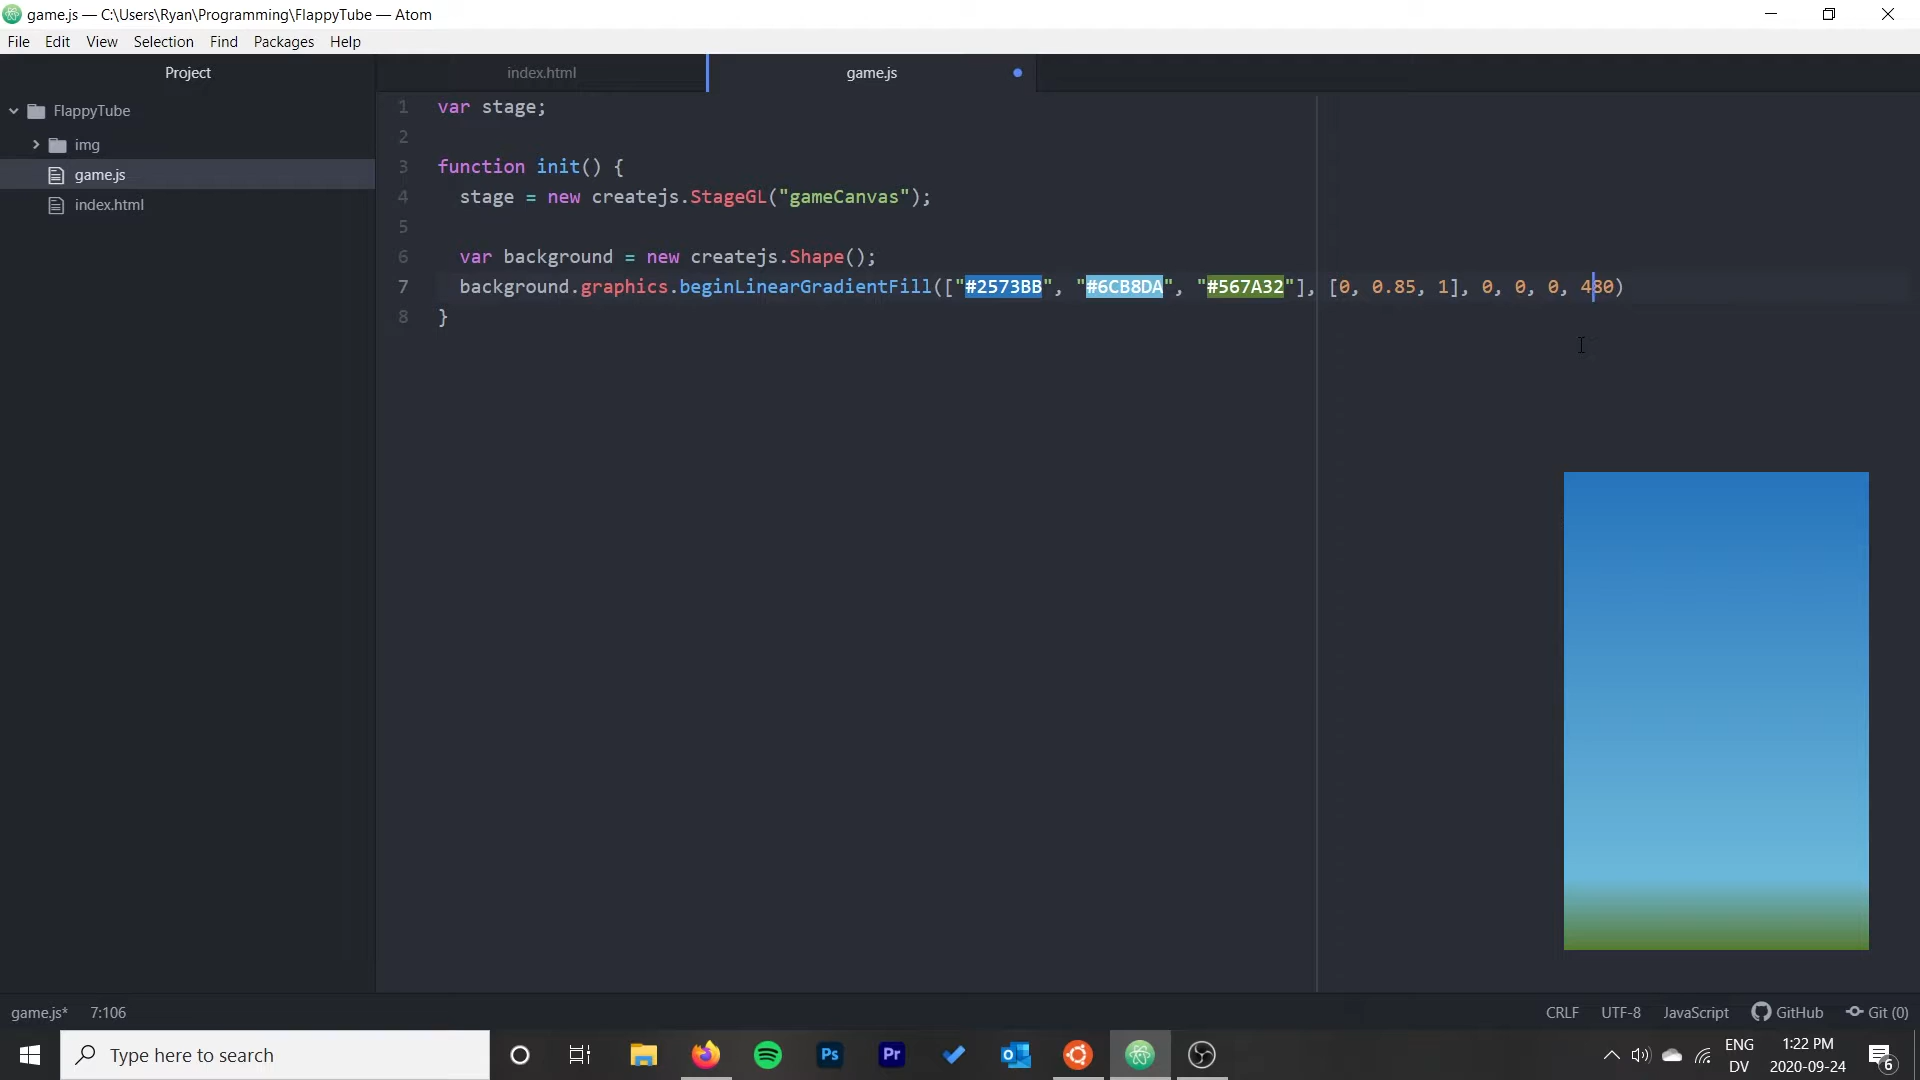 game.js — C:\Users\Ryan\Programming\FlappyTube — Atom
File Edit View Selection Find Packages Help
Project
index.html
game.js
FlappyTube
img
game.js
index.html
1 var stage;
2
3 function init() {
4 stage = new createjs.StageGL("gameCanvas");
5
6 var background = new createjs.Shape();
7 background.graphics.beginLinearGradientFill(["#2573BB", "#6CB8DA", "#567A32"], [0, 0.85, 1], 0, 0, 0, 480)
8 }
game.js* 7:106
CRLF UTF-8 JavaScript GitHub Git (0)
Type here to search
Ps
Pr
ENG
DV
1:22 PM
2020-09-24
6